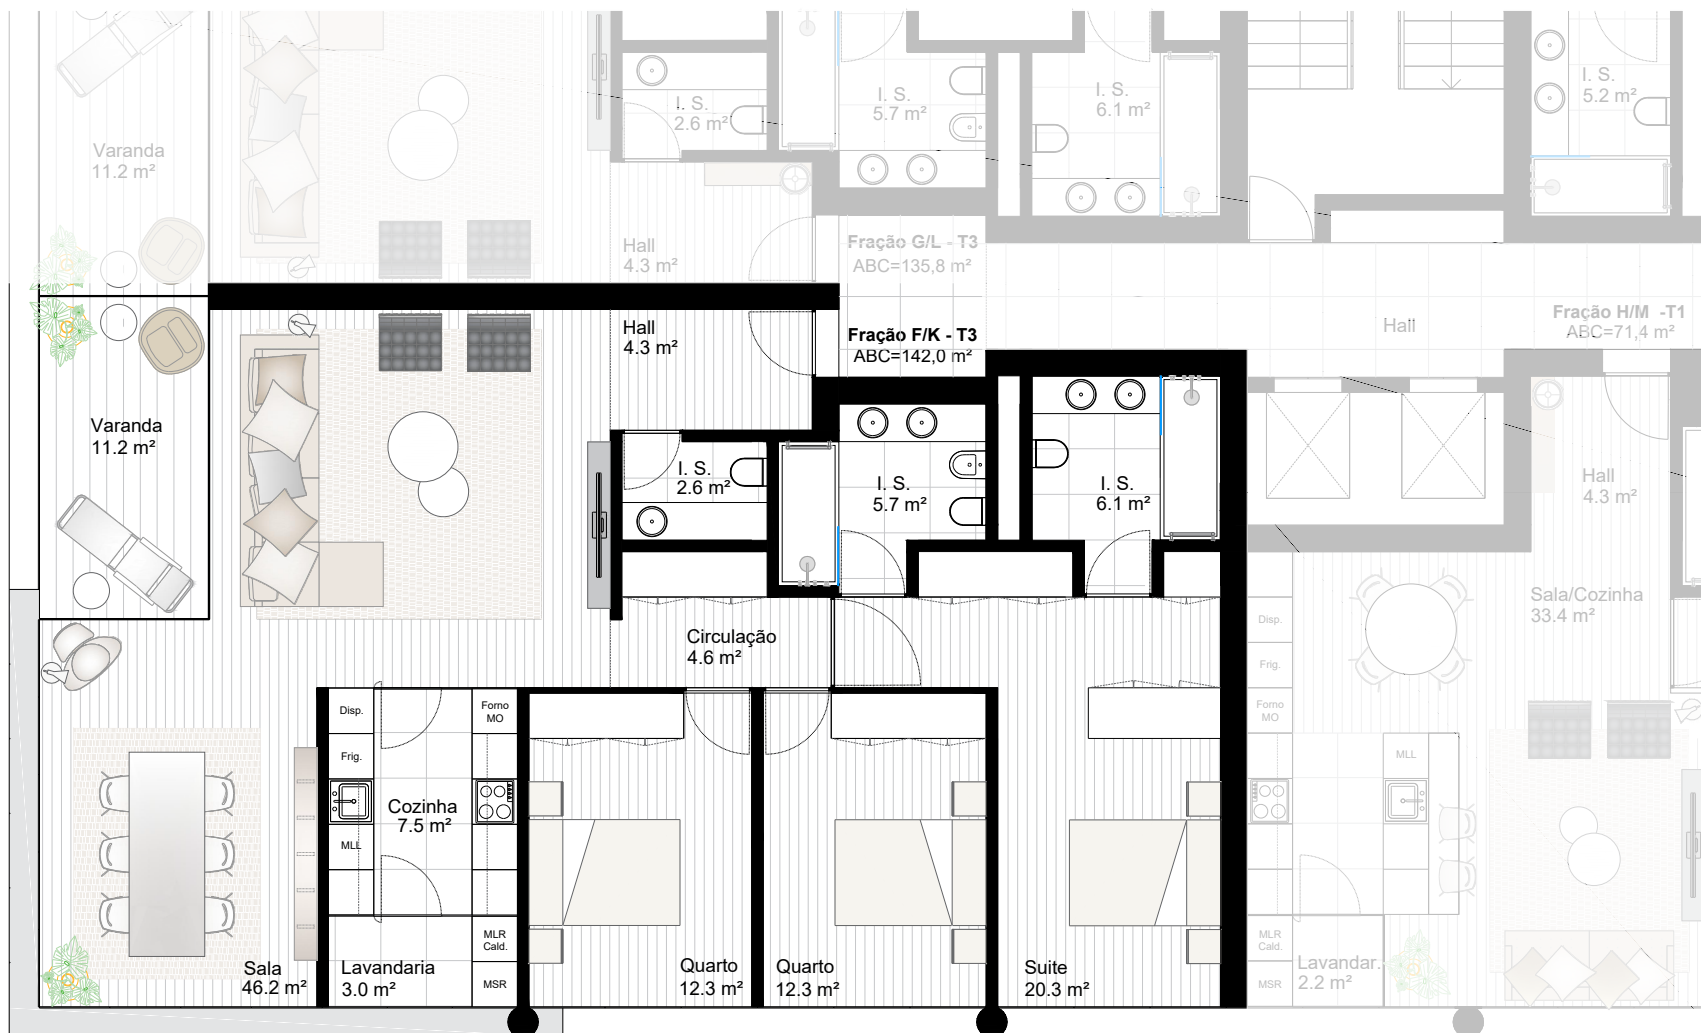 I. S.
2.6 m²
I. S.
5.7 m²
I. S.
6.1 m²
I. S.
5.2 m²
Varanda
11.2 m²
Hall
4.3 m²
Fração G/L - T3
ABC=135,8 m²
Hall
4.3 m²
Fração F/K - T3
ABC=142,0 m²
Hall
Fração H/M -T1
ABC=71,4 m²
Varanda
11.2 m²
I. S.
2.6 m²
I. S.
5.7 m²
I. S.
6.1 m²
Hall
4.3 m²
Circulação
4.6 m²
Disp.
Frig.
Forno
MO
Sala/Cozinha
33.4 m²
Disp.
Frig.
MLL
Forno
MO
Cozinha
7.5 m²
MLL
Sala
46.2 m²
Lavandaria
3.0 m²
MLR
Cald.
MSR
Quarto
12.3 m²
Quarto
12.3 m²
Suite
20.3 m²
MLR
Cald.
MSR
Lavandar.
2.2 m²